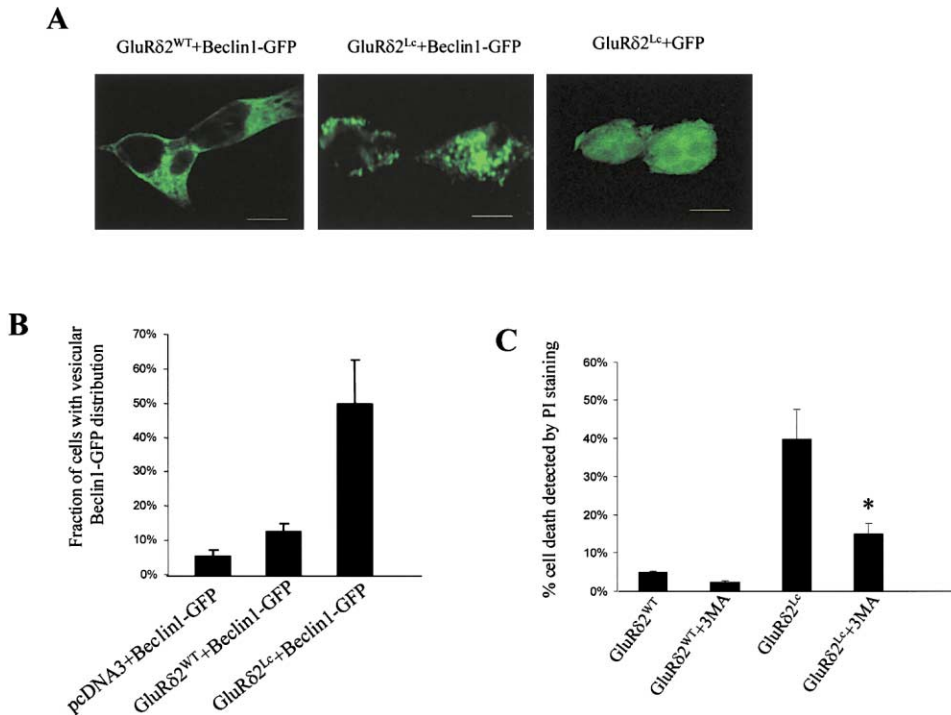 A
GluRδ2WT+Beclin1-GFP
GluRδ2Lc+Beclin1-GFP
GluRδ2Lc+GFP
B
Fraction of cells with vesicular
Beclin1-GFP distribution
70%
60%
50%
40%
30%
20%
10%
0%
pcDNA3+Beclin1-GFP
GluRδ2WT+Beclin1-GFP
GluRδ2Lc+Beclin1-GFP
C
% cell death detected by PI staining
60%
50%
40%
30%
20%
10%
0%
*
GluRδ2WT
GluRδ2WT+3MA
GluRδ2Lc
GluRδ2Lc+3MA